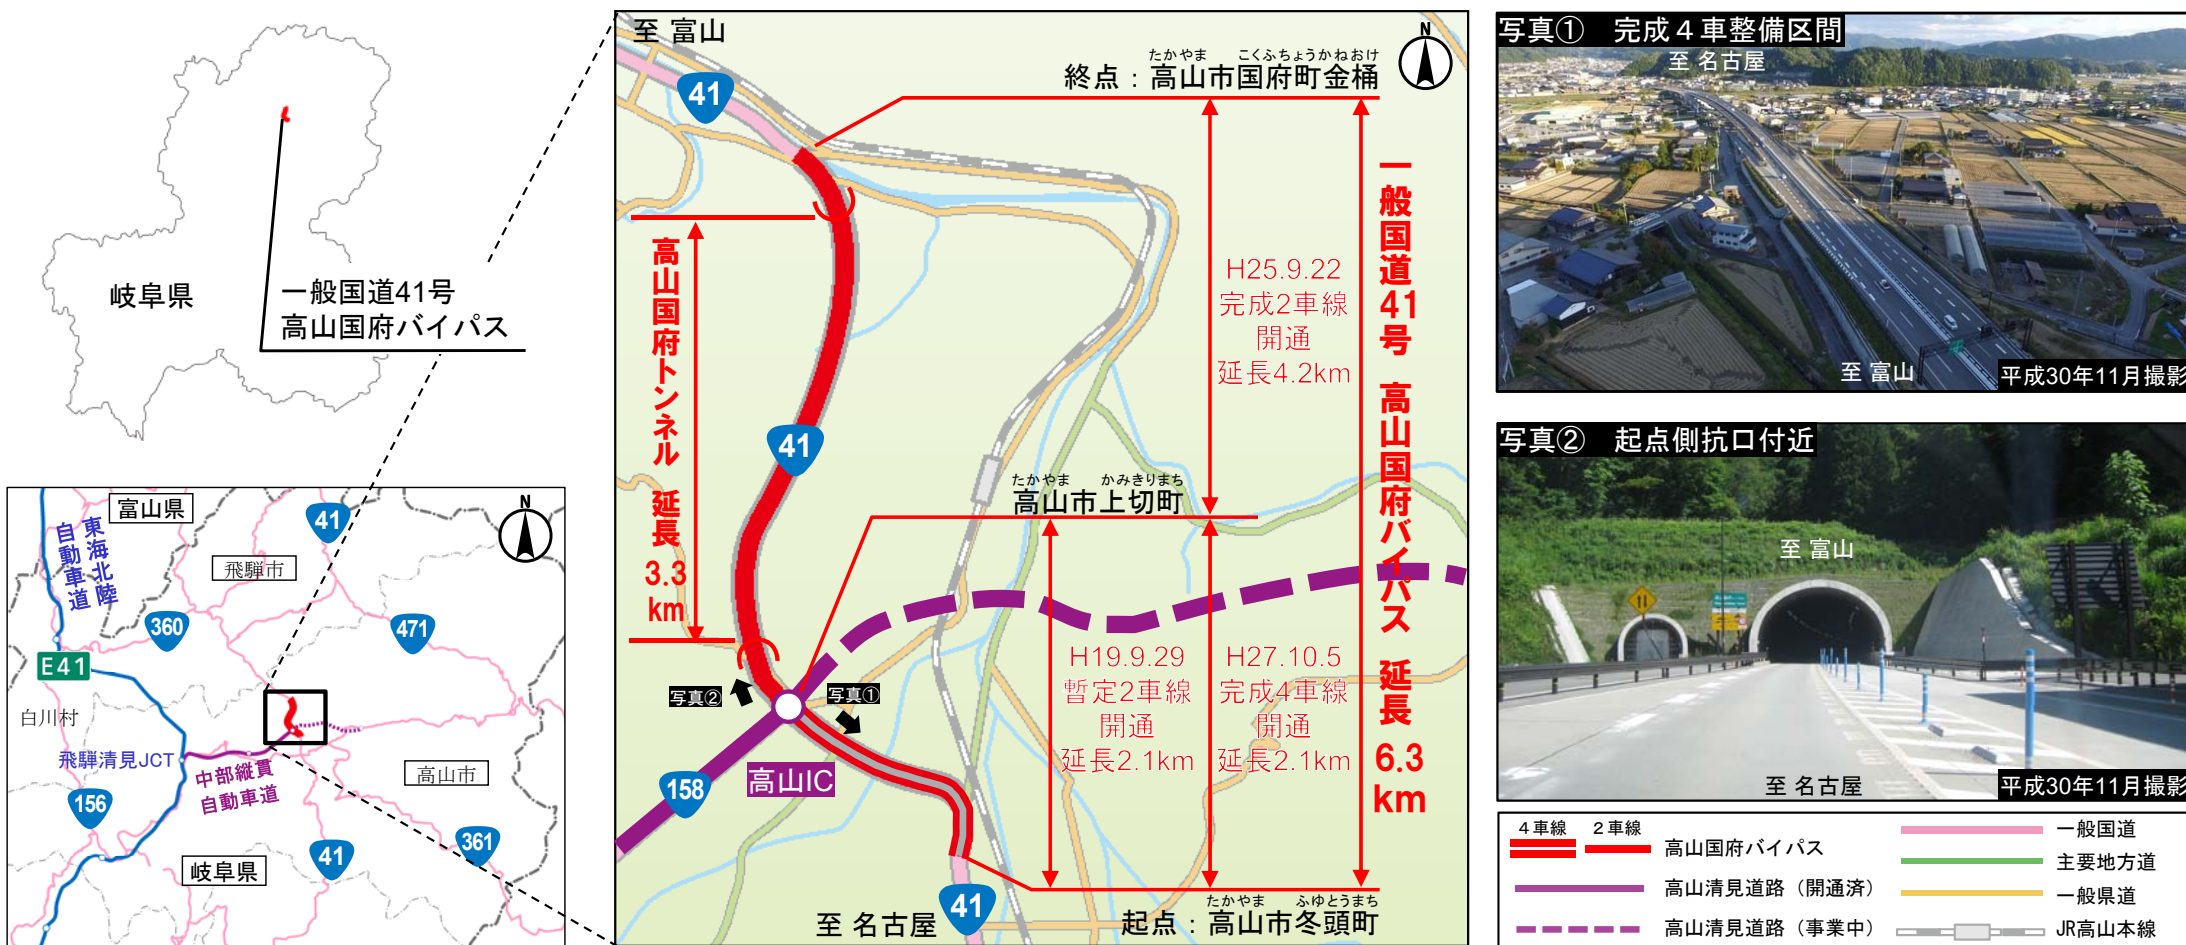 岐阜県
一般国道41号
高山国府バイパス
富山県
41
N
東海北陸
自動車道
飛騨市
360
471
E41
白川村
飛騨清見JCT
中部縦貫
自動車道
高山市
156
361
41
岐阜県
至 富山
41
たかやま こくふちょうかねおけ
終点：高山市国府町金桶
N
高山国府トンネル 延長 3.3 km
41
H25.9.22
完成2車線
開通
延長4.2km
一般国道41号 高山国府バイパス 延長 6.3 km
たかやま かみきりまち
高山市上切町
H19.9.29
暫定2車線
開通
延長2.1km
H27.10.5
完成4車線
開通
延長2.1km
写真②
写真①
158
高山IC
至 名古屋
41
たかやま ふゆとうまち
起点：高山市冬頭町
写真① 完成４車整備区間
至 名古屋
至 富山
平成30年11月撮影
写真② 起点側抗口付近
至 富山
至 名古屋
平成30年11月撮影
４車線 ２車線
高山国府バイパス
高山清見道路（開通済）
高山清見道路（事業中）
一般国道
主要地方道
一般県道
JR高山本線